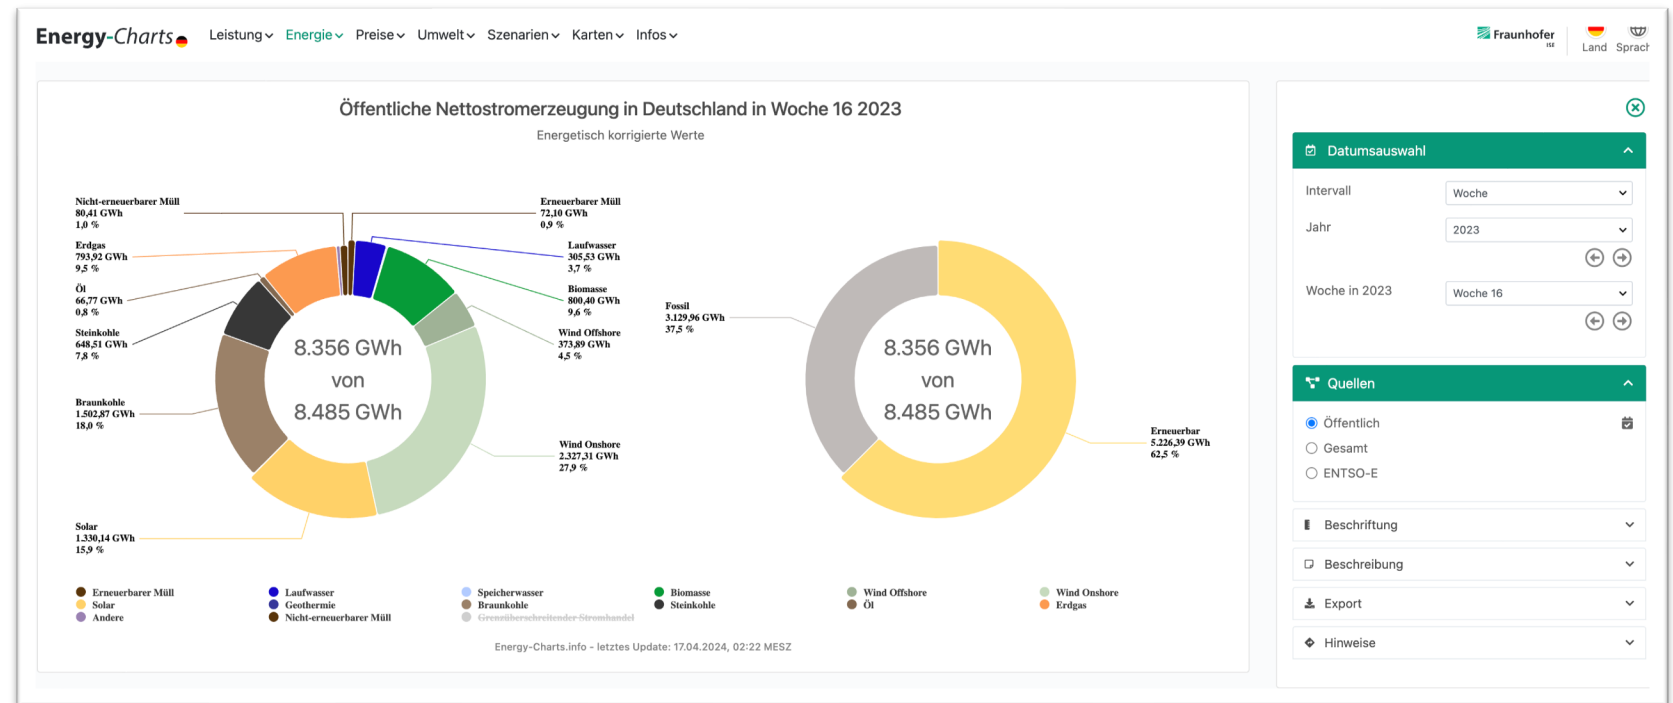 Energy-Charts
Leistung Energie Preise Umwelt Szenarien Karten Infos
Fraunhofer
ISE
Land Sprach
Öffentliche Nettostromerzeugung in Deutschland in Woche 16 2023
Energetisch korrigierte Werte
Nicht-erneuerbarer Müll
80,41 GWh
1,0 %
Erdgas
793,92 GWh
9,5 %
Öl
66,77 GWh
0,8 %
Steinkohle
648,51 GWh
7,8 %
Braunkohle
1.502,87 GWh
18,0 %
Solar
1.330,14 GWh
15,9 %
8.356 GWh
von
8.485 GWh
Erneuerbarer Müll
72,10 GWh
0,9 %
Laufwasser
305,53 GWh
3,7 %
Biomasse
800,40 GWh
9,6 %
Wind Offshore
373,89 GWh
4,5 %
Wind Onshore
2.327,31 GWh
27,9 %
Fossil
3.129,96 GWh
37,5 %
8.356 GWh
von
8.485 GWh
Erneuerbar
5.226,39 GWh
62,5 %
Erneuerbarer Müll Laufwasser Speicherwasser Biomasse Wind Offshore Wind Onshore
Solar Geothermie Braunkohle Steinkohle Öl Erdgas
Andere Nicht-erneuerbarer Müll Grenzüberschreitender Stromhandel
Energy-Charts.info - letztes Update: 17.04.2024, 02:22 MESZ
Datumsauswahl
Intervall Woche
Jahr 2023
Woche in 2023 Woche 16
Quellen
Öffentlich
Gesamt
ENTSO-E
Beschriftung
Beschreibung
Export
Hinweise